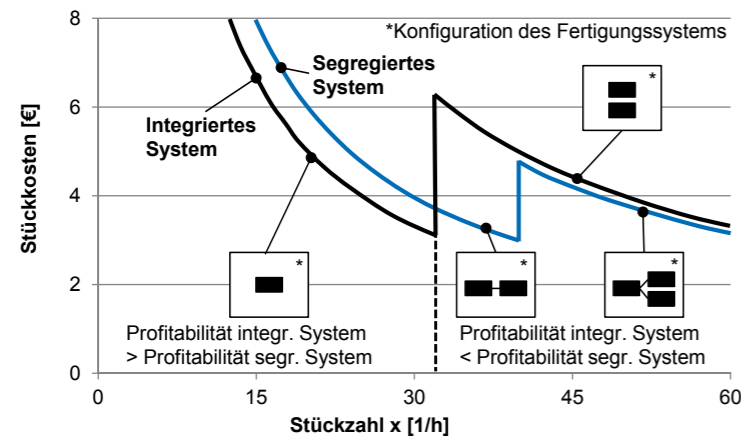 *Konfiguration des Fertigungssystems
Segregiertes
System
Integriertes
System
*
*
*
*
Profitabilität integr. System
> Profitabilität segr. System
Profitabilität integr. System
< Profitabilität segr. System
Stückkosten [€]
8
6
4
2
0
0
15
30
45
60
Stückzahl x [1/h]